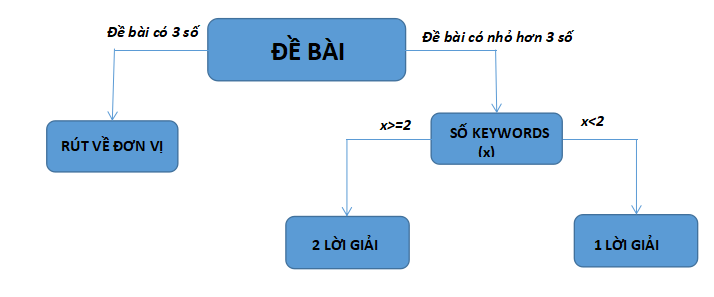 Đề bài có 3 số
ĐỀ BÀI
Đề bài có nhỏ hơn 3 số
RÚT VỀ ĐƠN VỊ
x>=2
SỐ KEYWORDS
(x)
x<2
2 LỜI GIẢI
1 LỜI GIẢI